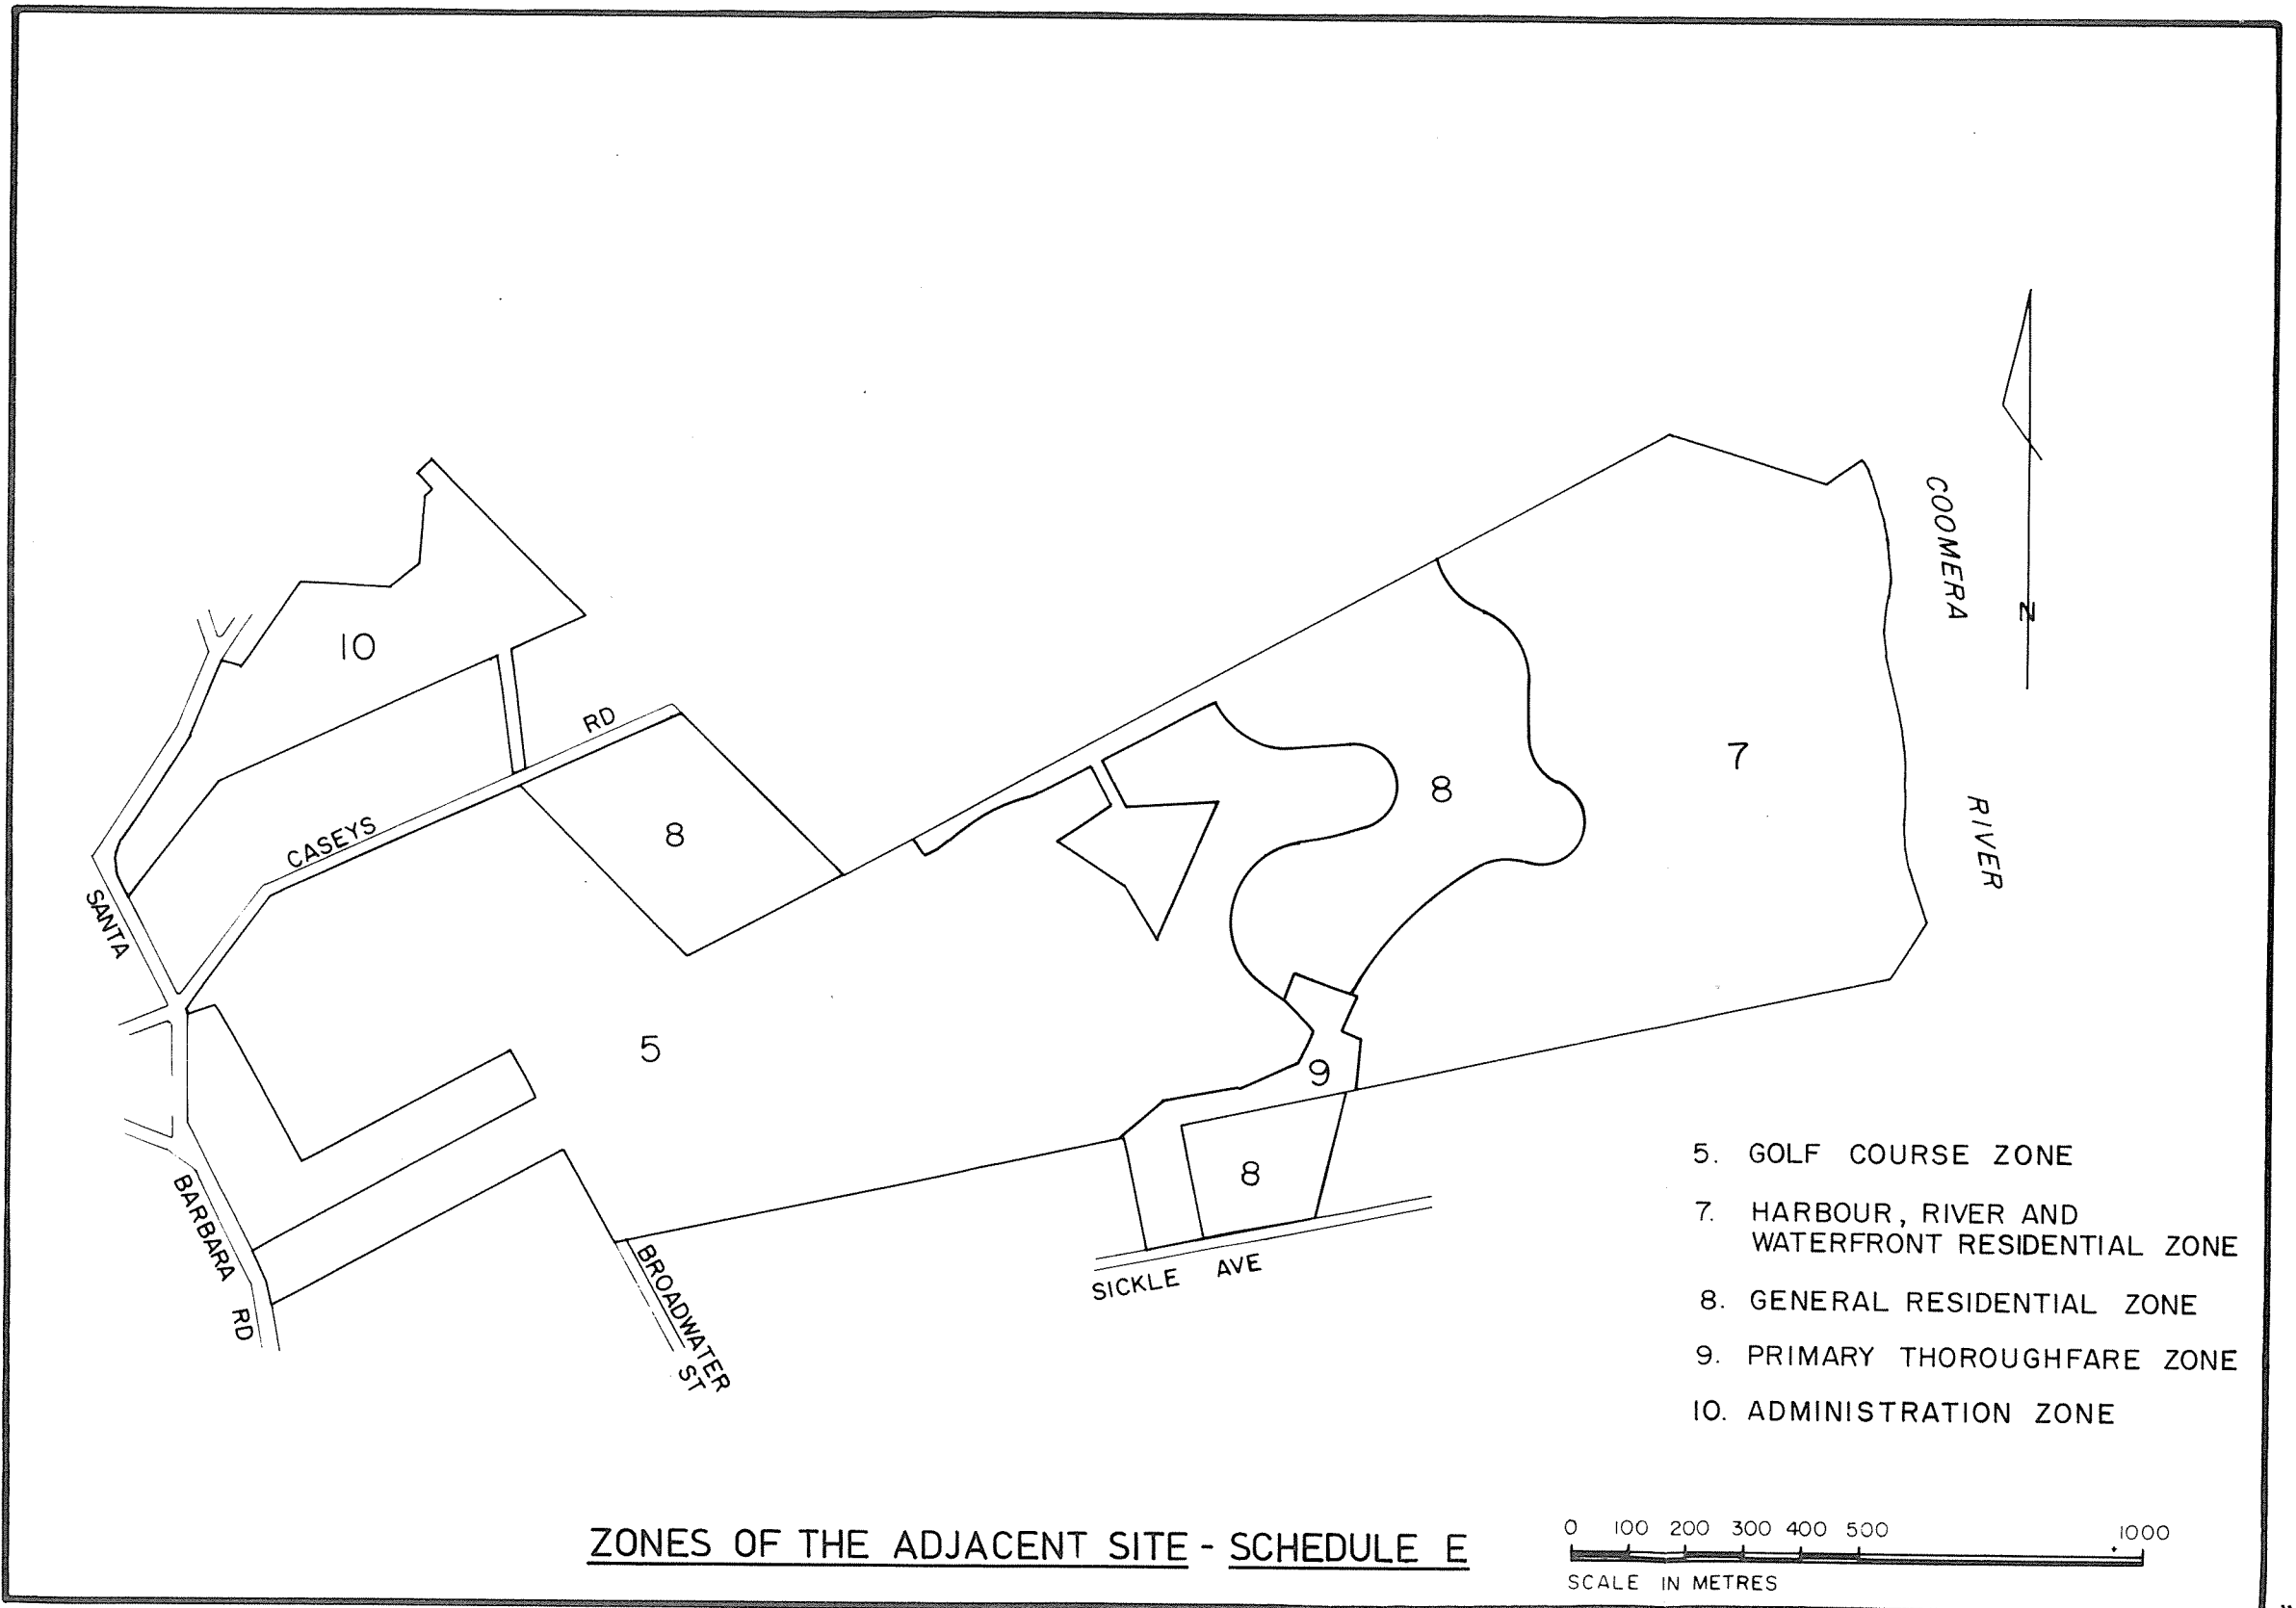 COOMERA
RIVER
N
10
RD
CASEYS
8
8
7
SANTA
5
9
8
BARBARA RD
BROADWATER
ST
SICKLE AVE
5. GOLF COURSE ZONE
7. HARBOUR, RIVER AND
WATERFRONT RESIDENTIAL ZONE
8. GENERAL RESIDENTIAL ZONE
9. PRIMARY THOROUGHFARE ZONE
10. ADMINISTRATION ZONE
ZONES OF THE ADJACENT SITE - SCHEDULE E
0 100 200 300 400 500 1000
SCALE IN METRES